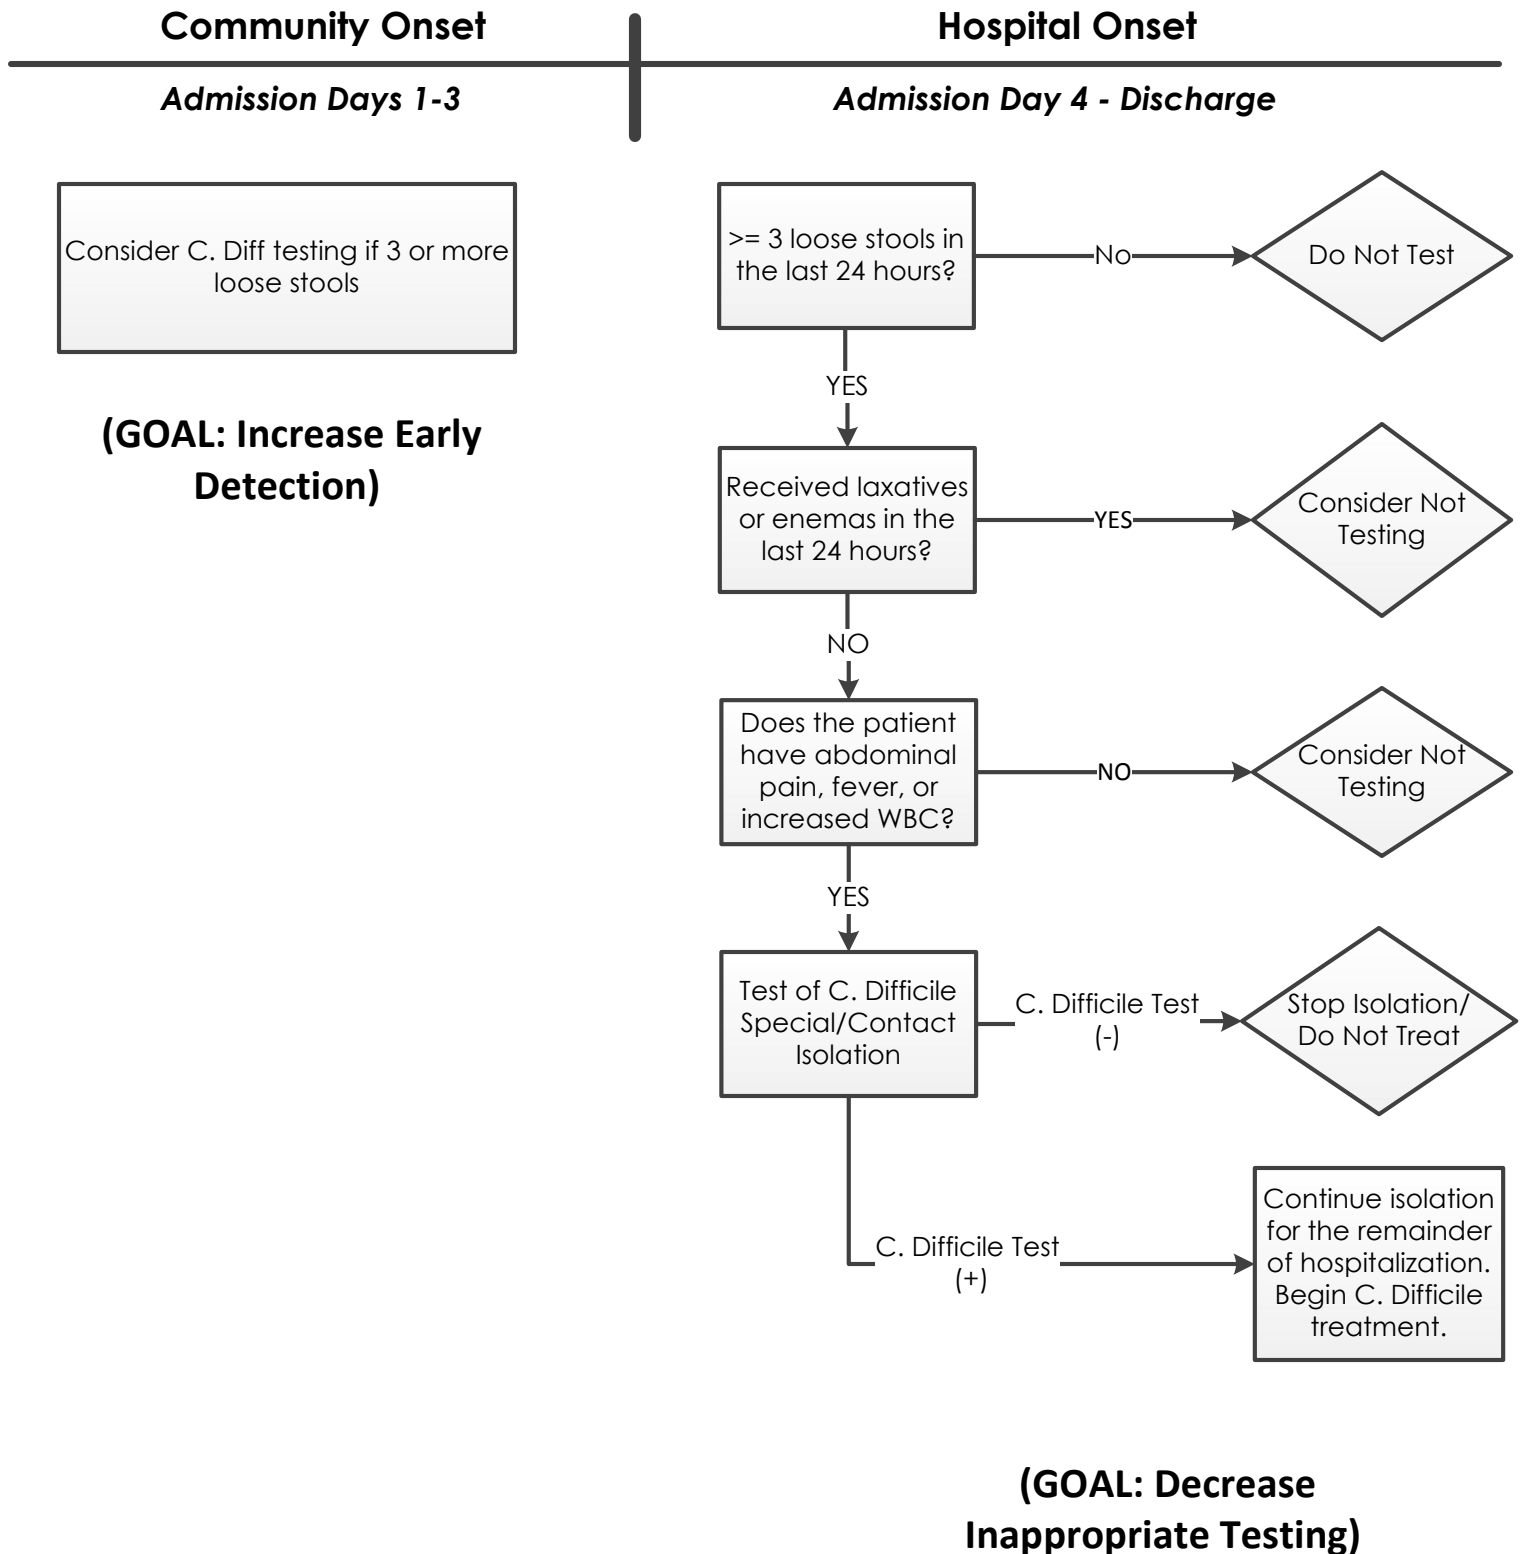 Community Onset
Hospital Onset
Admission Days 1-3
Admission Day 4 - Discharge
Consider C. Diff testing if 3 or more
loose stools
(GOAL: Increase Early
Detection)
>= 3 loose stools in
the last 24 hours?
No
Do Not Test
YES
Received laxatives
or enemas in the
last 24 hours?
YES
Consider Not
Testing
NO
Does the patient
have abdominal
pain, fever, or
increased WBC?
NO
Consider Not
Testing
YES
Test of C. Difficile
Special/Contact
Isolation
C. Difficile Test
(-)
Stop Isolation/
Do Not Treat
C. Difficile Test
(+)
Continue isolation
for the remainder
of hospitalization.
Begin C. Difficile
treatment.
(GOAL: Decrease
Inappropriate Testing)